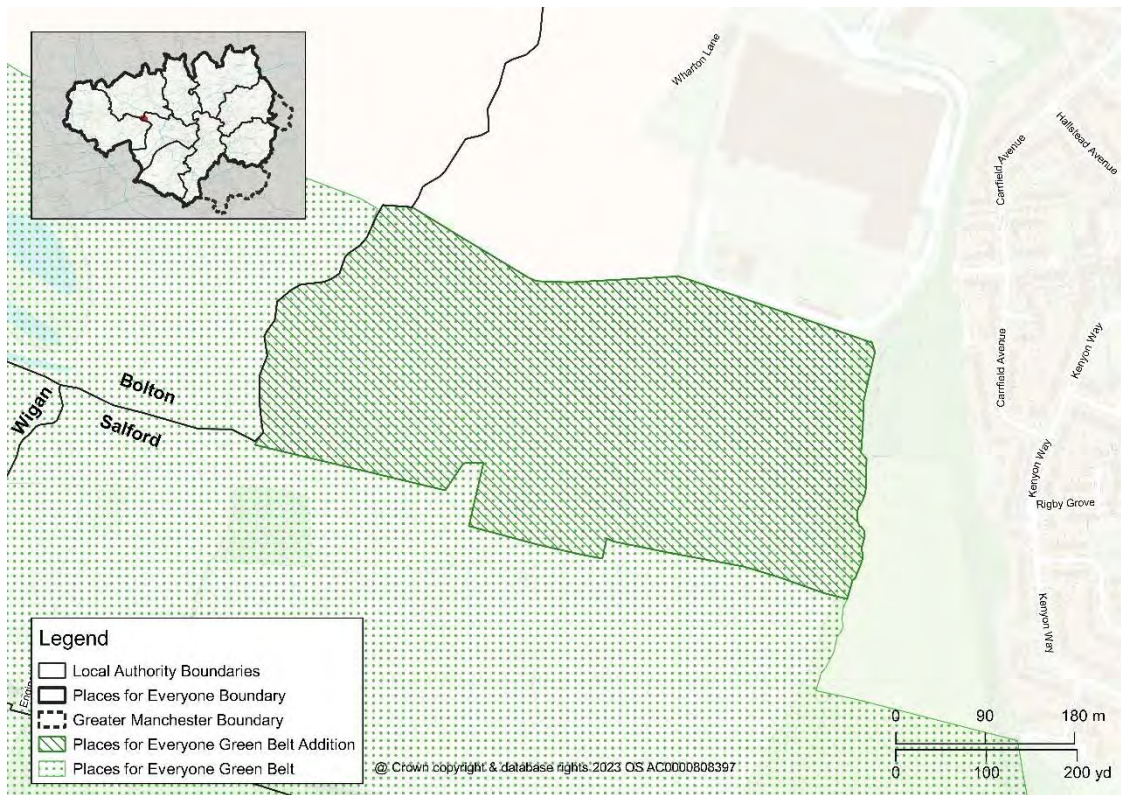 Wharton Lane
Hallstead Avenue
Carrfield Avenue
Carrfield Avenue
Kenyon Way
Bolton
Wigan
Salford
Kenyon Way
Rigby Grove
Kenyon Way
Legend
Local Authority Boundaries
Places for Everyone Boundary
Greater Manchester Boundary
Places for Everyone Green Belt Addition
Places for Everyone Green Belt
@ Crown copyright & database rights 2023 OS AC0000808397
0 90 180 m
0 100 200 yd